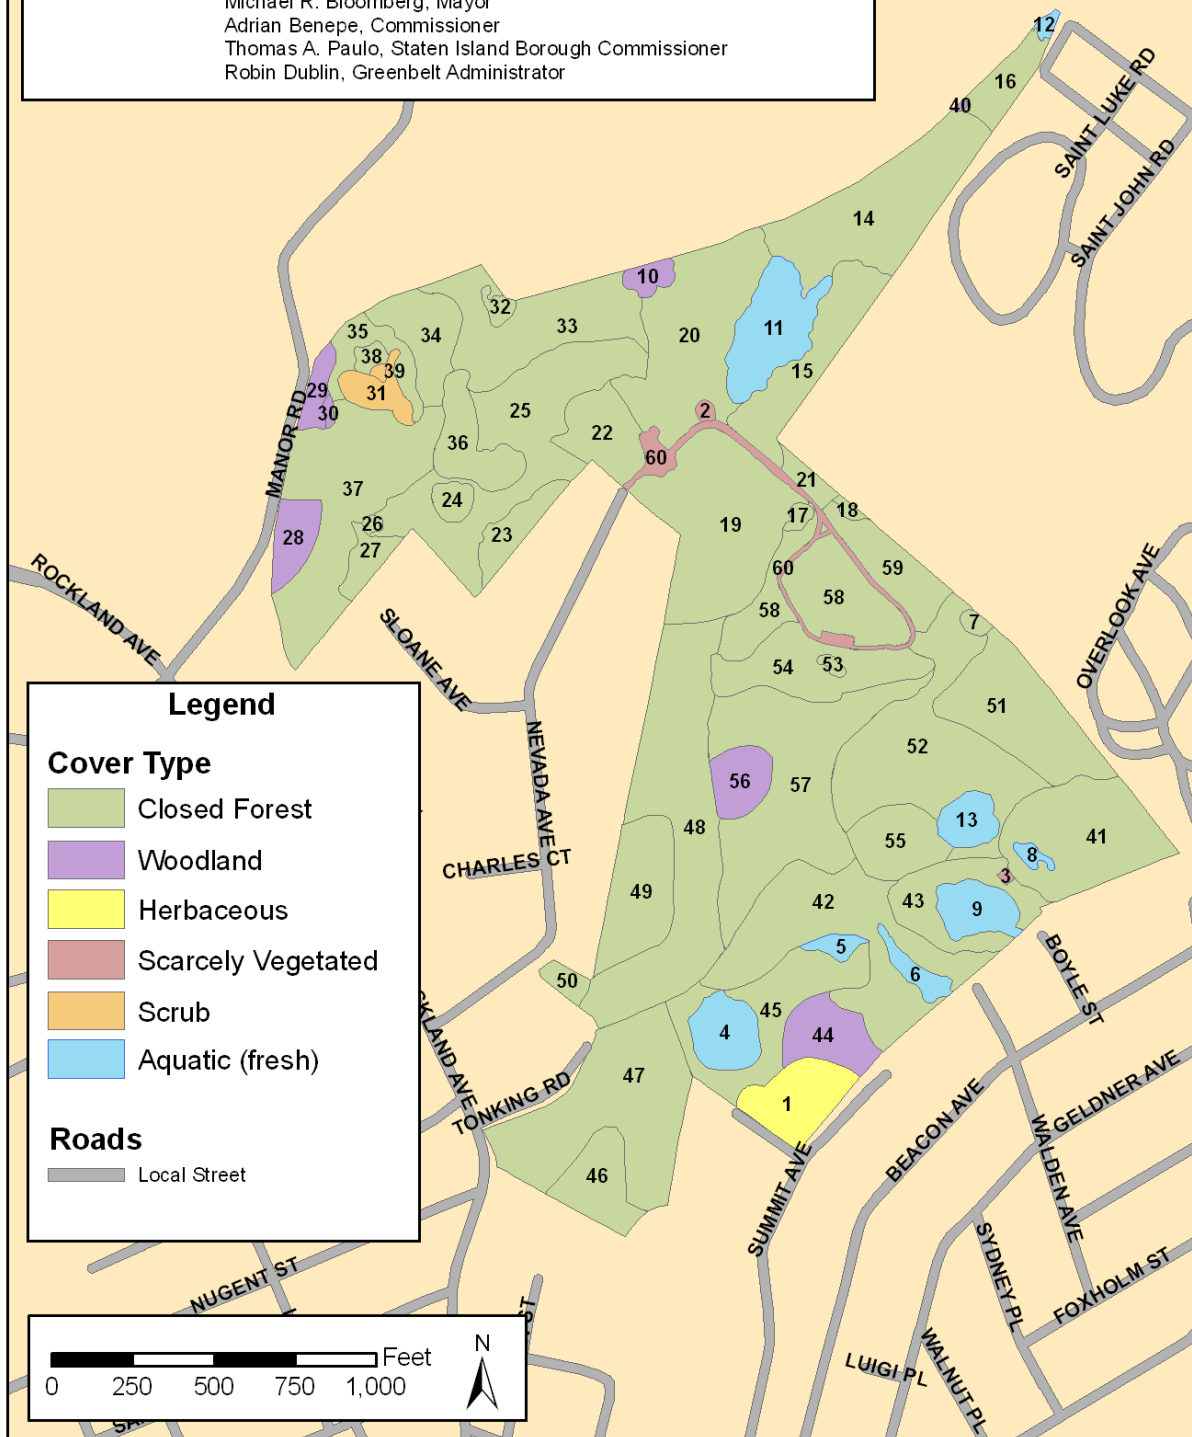 Michael R. Bloomberg, Mayor
Adrian Benepe, Commissioner
Thomas A. Paulo, Staten Island Borough Commissioner
Robin Dublin, Greenbelt Administrator
12
16
SAINT LUKE RD
40
SAINT JOHN RD
14
10
32
11
33
35
34
20
38
39
15
29
31
30
25
2
22
36
60
MANOR RD
37
21
24
28
26
17
18
19
23
27
ROCKLAND AVE
60
59
58
58
OVERLOOK AVE
7
SLOANE AVE
54
53
51
52
NEVADA AVE
56
57
48
13
55
41
8
CHARLES CT
3
49
42
43
9
5
6
50
BOYLE ST
45
4
44
KLAND AVE
47
TONKING RD
1
GELDNER AVE
BEACON AVE
WALDEN AVE
46
SUMMIT AVE
SYDNEY PL
FOXHOLM ST
NUGENT ST
ST
WALNUT PL
LUIGI PL
Legend
Cover Type
Closed Forest
Woodland
Herbaceous
Scarcely Vegetated
Scrub
Aquatic (fresh)
Roads
Local Street
N
Feet
0 250 500 750 1,000